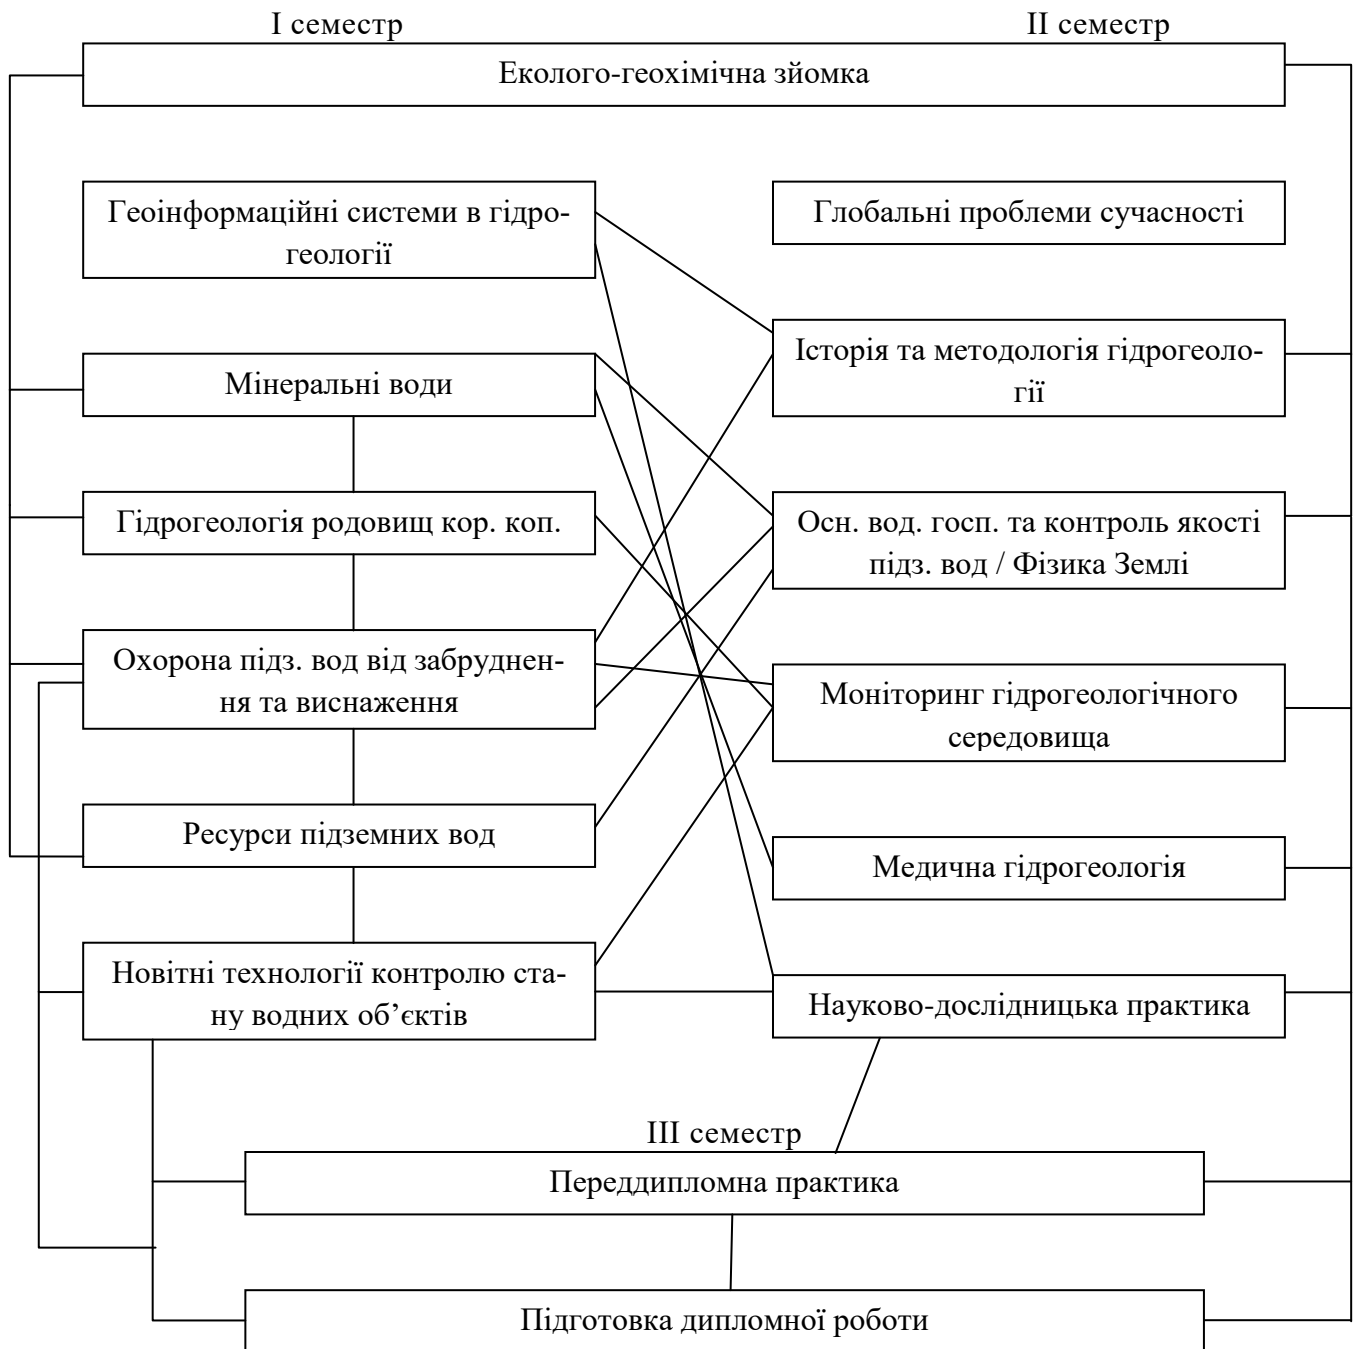 I семестр
II семестр
Еколого-геохімічна зйомка
Геоінформаційні системи в гідро-
геології
Глобальні проблеми сучасності
Історія та методологія гідрогеоло-
гії
Мінеральні води
Гідрогеологія родовищ кор. коп.
Осн. вод. госп. та контроль якості
підз. вод / Фізика Землі
Охорона підз. вод від забруднен-
ня та виснаження
Моніторинг гідрогеологічного
середовища
Ресурси підземних вод
Медична гідрогеологія
Новітні технології контролю ста-
ну водних об’єктів
Науково-дослідницька практика
III семестр
Переддипломна практика
Підготовка дипломної роботи